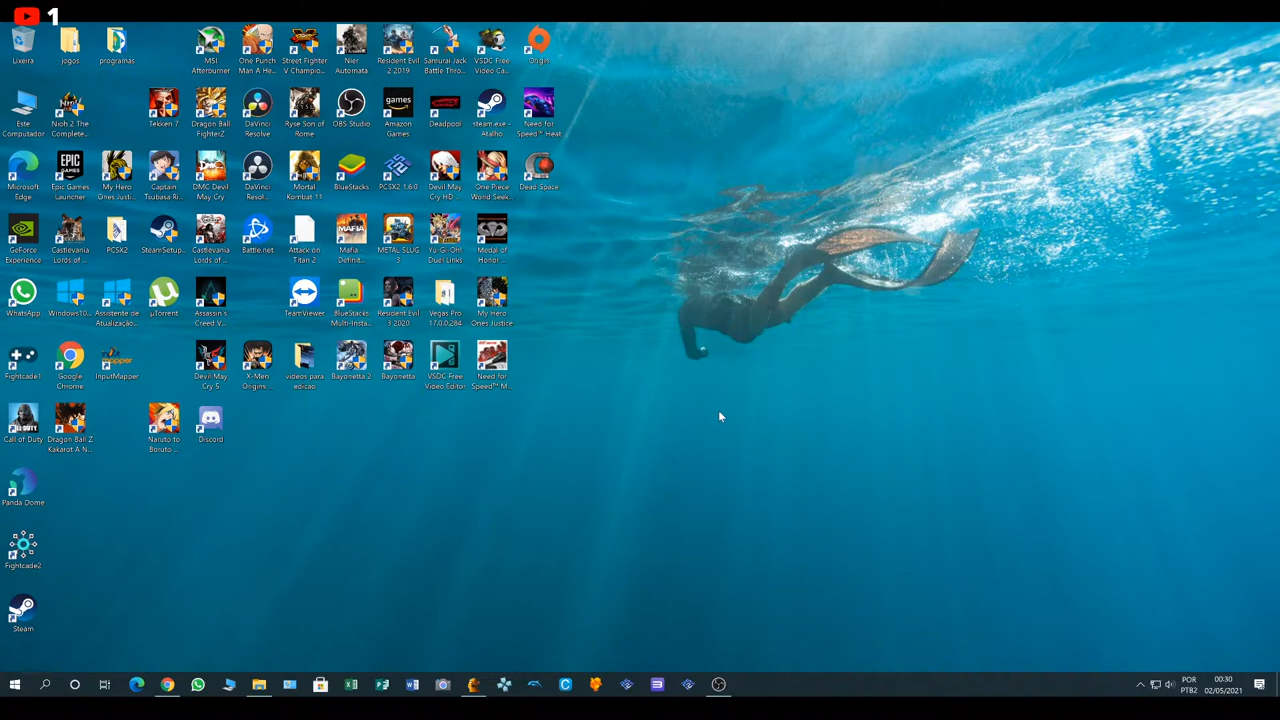 1
Lixeira
jogos
programas
MSI
Afterburner
One Punch
Man A He...
Street Fighter
V Champio...
Nier
Automata
Resident Evil
2 2019
Samurai Jack
Battle Thro...
VSDC Free
Video Ca...
Origin
Este
Computador
Nioh 2 The
Complete...
Tekken 7
Dragon Ball
FighterZ
DaVinci
Resolve
Ryse Son of
Rome
OBS Studio
amazon
games
Amazon
Games
Deadpool
steam.exe -
Atalho
Need for
Speed™ Heat
Microsoft
Edge
EPIC
GAMES
Epic Games
Launcher
My Hero
Ones Justi...
Captain
Tsubasa Ri...
DMC Devil
May Cry
DaVinci
Resol...
Mortal
Kombat 11
BlueStacks
PCSX2 1.6.0
Devil May
Cry HD ...
One Piece
World Seek...
Dead Space
GeForce
Experience
Castlevania
Lords of ...
PCSX2
SteamSetup...
Castlevania
Lords of ...
Battle.net
Attack on
Titan 2
MAFIA
Mafia
Definit...
METAL SLUG
3
Yu-Gi-Oh!
Duel Links
Medal of
Honor ...
WhatsApp
Windows10...
Assistente de
Atualização...
µTorrent
Assassin's
Creed V...
TeamViewer
BlueStacks
Multi-Insta...
Resident Evil
3 2020
Vegas Pro
17.0.0.284
My Hero
Ones Justice
Fightcade1
Google
Chrome
mapper
InputMapper
Devil May
Cry 5
X-Men
Origins ...
videos para
edicao
Bayonetta 2
Bayonetta
VSDC Free
Video Editor
Need for
Speed™ M...
Call of Duty
Dragon Ball Z
Kakarot A N...
Naruto to
Boruto ...
Discord
Panda Dome
Fightcade2
Steam
POR
PTB2
00:30
02/05/2021